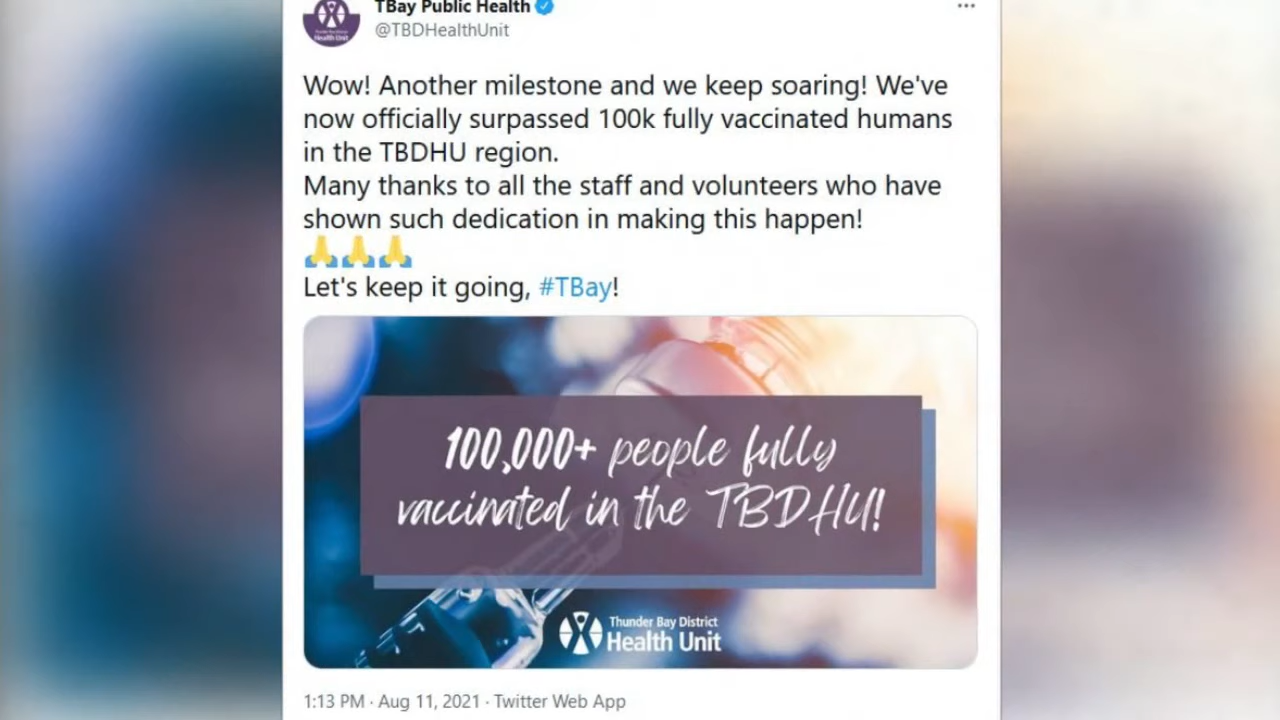 TBay Public Health
@TBDHealthUnit
Wow! Another milestone and we keep soaring! We've
now officially surpassed 100k fully vaccinated humans
in the TBDHU region.
Many thanks to all the staff and volunteers who have
shown such dedication in making this happen!
🙏🙏🙏
Let's keep it going, #TBay!
100,000+ people fully
vaccinated in the TBDHU!
Thunder Bay District
Health Unit
1:13 PM · Aug 11, 2021 · Twitter Web App